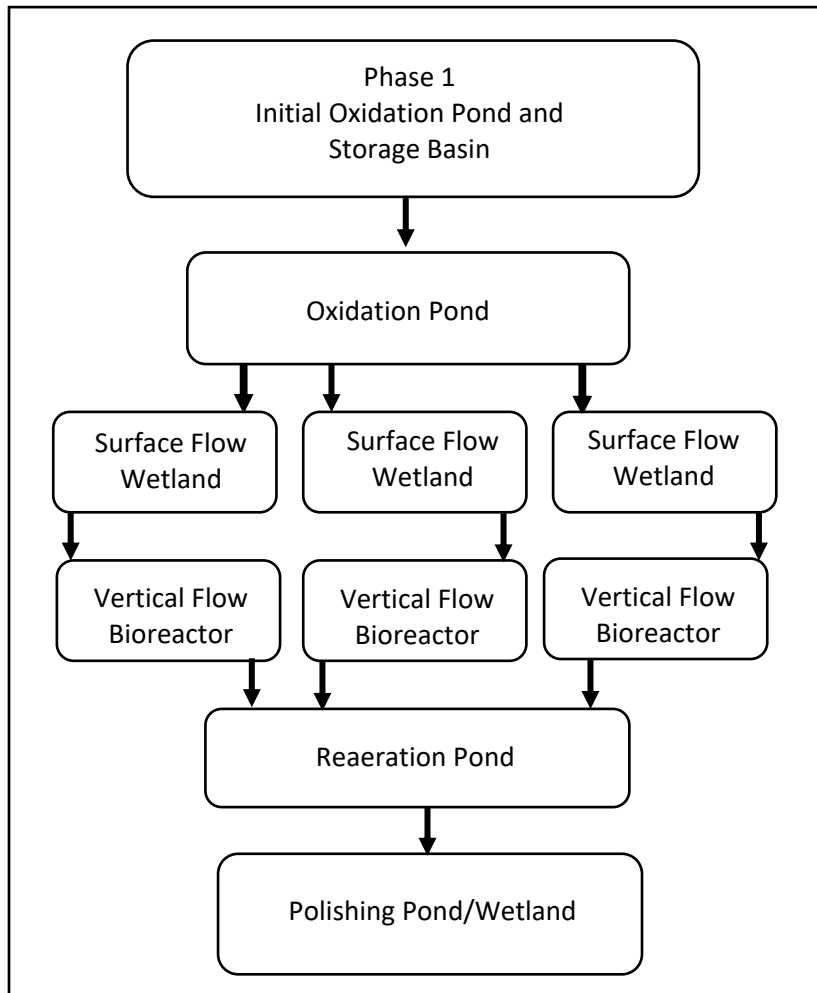 Phase 1
Initial Oxidation Pond and
Storage Basin
Oxidation Pond
Surface Flow
Wetland
Surface Flow
Wetland
Surface Flow
Wetland
Vertical Flow
Bioreactor
Vertical Flow
Bioreactor
Vertical Flow
Bioreactor
Reaeration Pond
Polishing Pond/Wetland